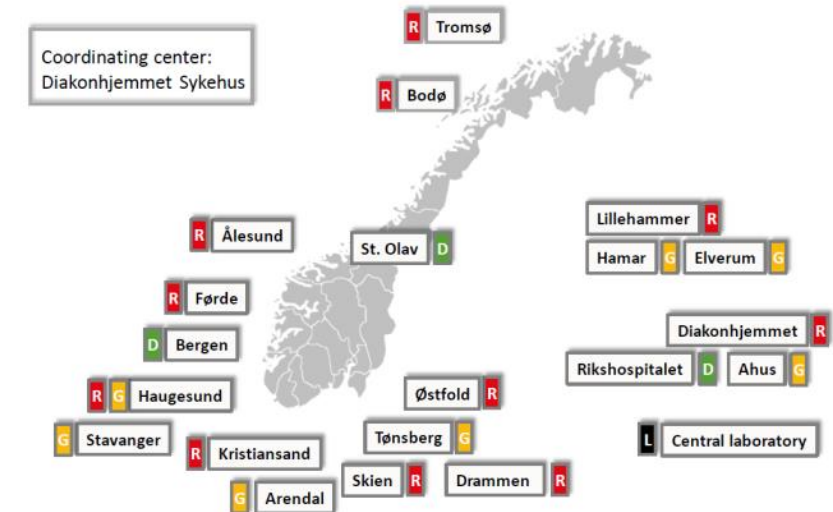 R Tromsø
Coordinating center:
Diakonhjemmet Sykehus
R Bodø
Lillehammer R
R Ålesund
St. Olav D
Hamar G Elverum G
R Førde
Diakonhjemmet R
D Bergen
Rikshospitalet D Ahus G
R G Haugesund
Østfold R
G Stavanger
Tønsberg G
L Central laboratory
R Kristiansand
Skien R
Drammen R
G Arendal